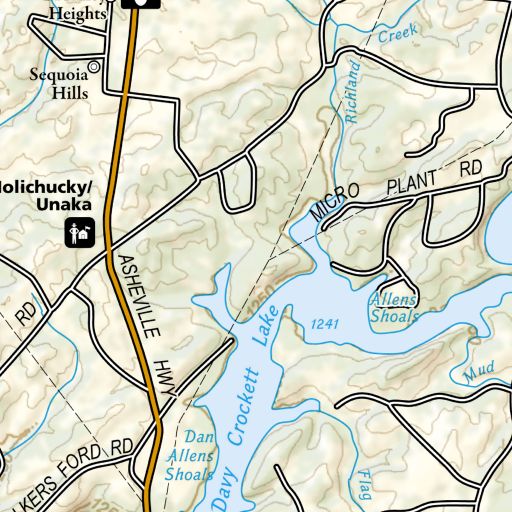 Heights
Creek
Sequoia
Hills
Richland
Nolichucky/
Unaka
MICRO PLANT RD
ASHEVILLE HWY
RD
1250
Allens
Shoals
1241
Davy Crockett Lake
Mud
Dan
Allens
Shoals
FORD RD
Flag